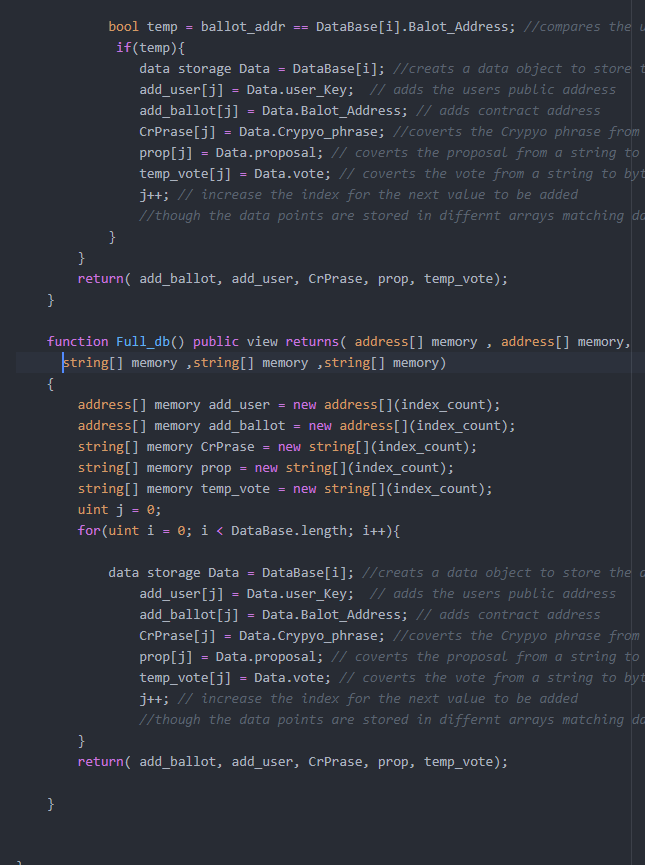 bool temp = ballot_addr == DataBase[i].Balot_Address; //compares the
if(temp){
data storage Data = DataBase[i]; //creats a data object to store
add_user[j] = Data.user_Key;  // adds the users public address
add_ballot[j] = Data.Balot_Address; // adds contract address
CrPrase[j] = Data.Crypyo_phrase; //coverts the Crypyo phrase from
prop[j] = Data.proposal; // coverts the proposal from a string to
temp_vote[j] = Data.vote; // coverts the vote from a string to
j++; // increase the index for the next value to be added
//though the data points are stored in differnt arrays matching
}
}
return( add_ballot, add_user, CrPrase, prop, temp_vote);
}
function Full_db() public view returns( address[] memory , address[] memory,
string[] memory ,string[] memory ,string[] memory)
{
address[] memory add_user = new address[](index_count);
address[] memory add_ballot = new address[](index_count);
string[] memory CrPrase = new string[](index_count);
string[] memory prop = new string[](index_count);
string[] memory temp_vote = new string[](index_count);
uint j = 0;
for(uint i = 0; i < DataBase.length; i++){
data storage Data = DataBase[i]; //creats a data object to store the
add_user[j] = Data.user_Key;  // adds the users public address
add_ballot[j] = Data.Balot_Address; // adds contract address
CrPrase[j] = Data.Crypyo_phrase; //coverts the Crypyo phrase from
prop[j] = Data.proposal; // coverts the proposal from a string to
temp_vote[j] = Data.vote; // coverts the vote from a string to
j++; // increase the index for the next value to be added
//though the data points are stored in differnt arrays matching
}
return( add_ballot, add_user, CrPrase, prop, temp_vote);
}